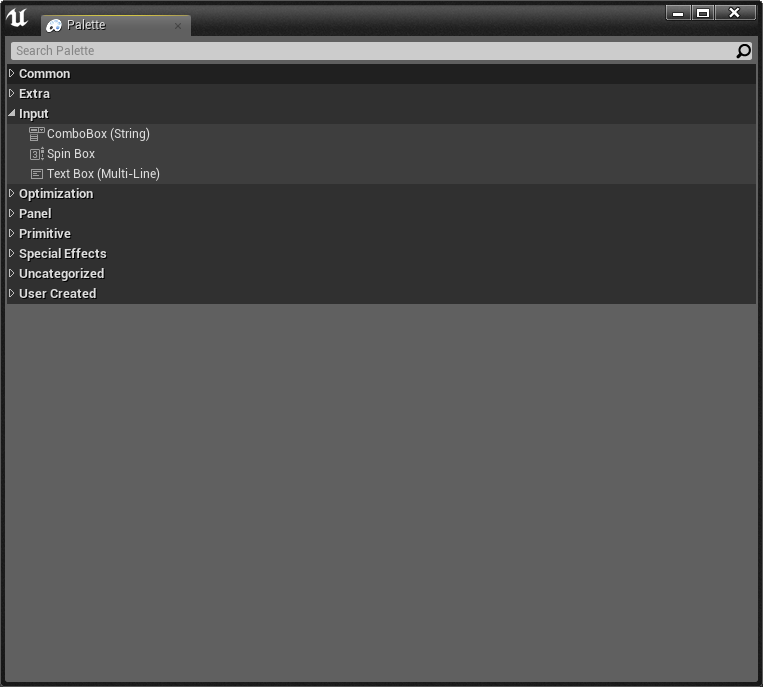 Palette
Search Palette
Common
Extra
Input
ComboBox (String)
Spin Box
Text Box (Multi-Line)
Optimization
Panel
Primitive
Special Effects
Uncategorized
User Created